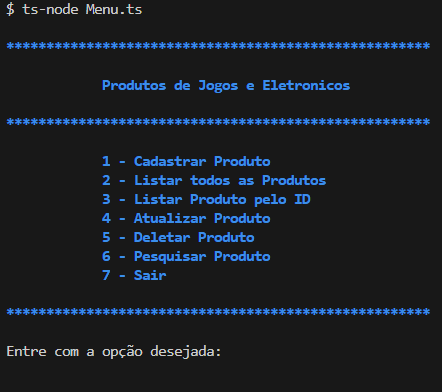 $ ts-node Menu.ts
*****************************************************
Produtos de Jogos e Eletronicos
*****************************************************
1 - Cadastrar Produto
2 - Listar todos as Produtos
3 - Listar Produto pelo ID
4 - Atualizar Produto
5 - Deletar Produto
6 - Pesquisar Produto
7 - Sair
*****************************************************
Entre com a opção desejada: